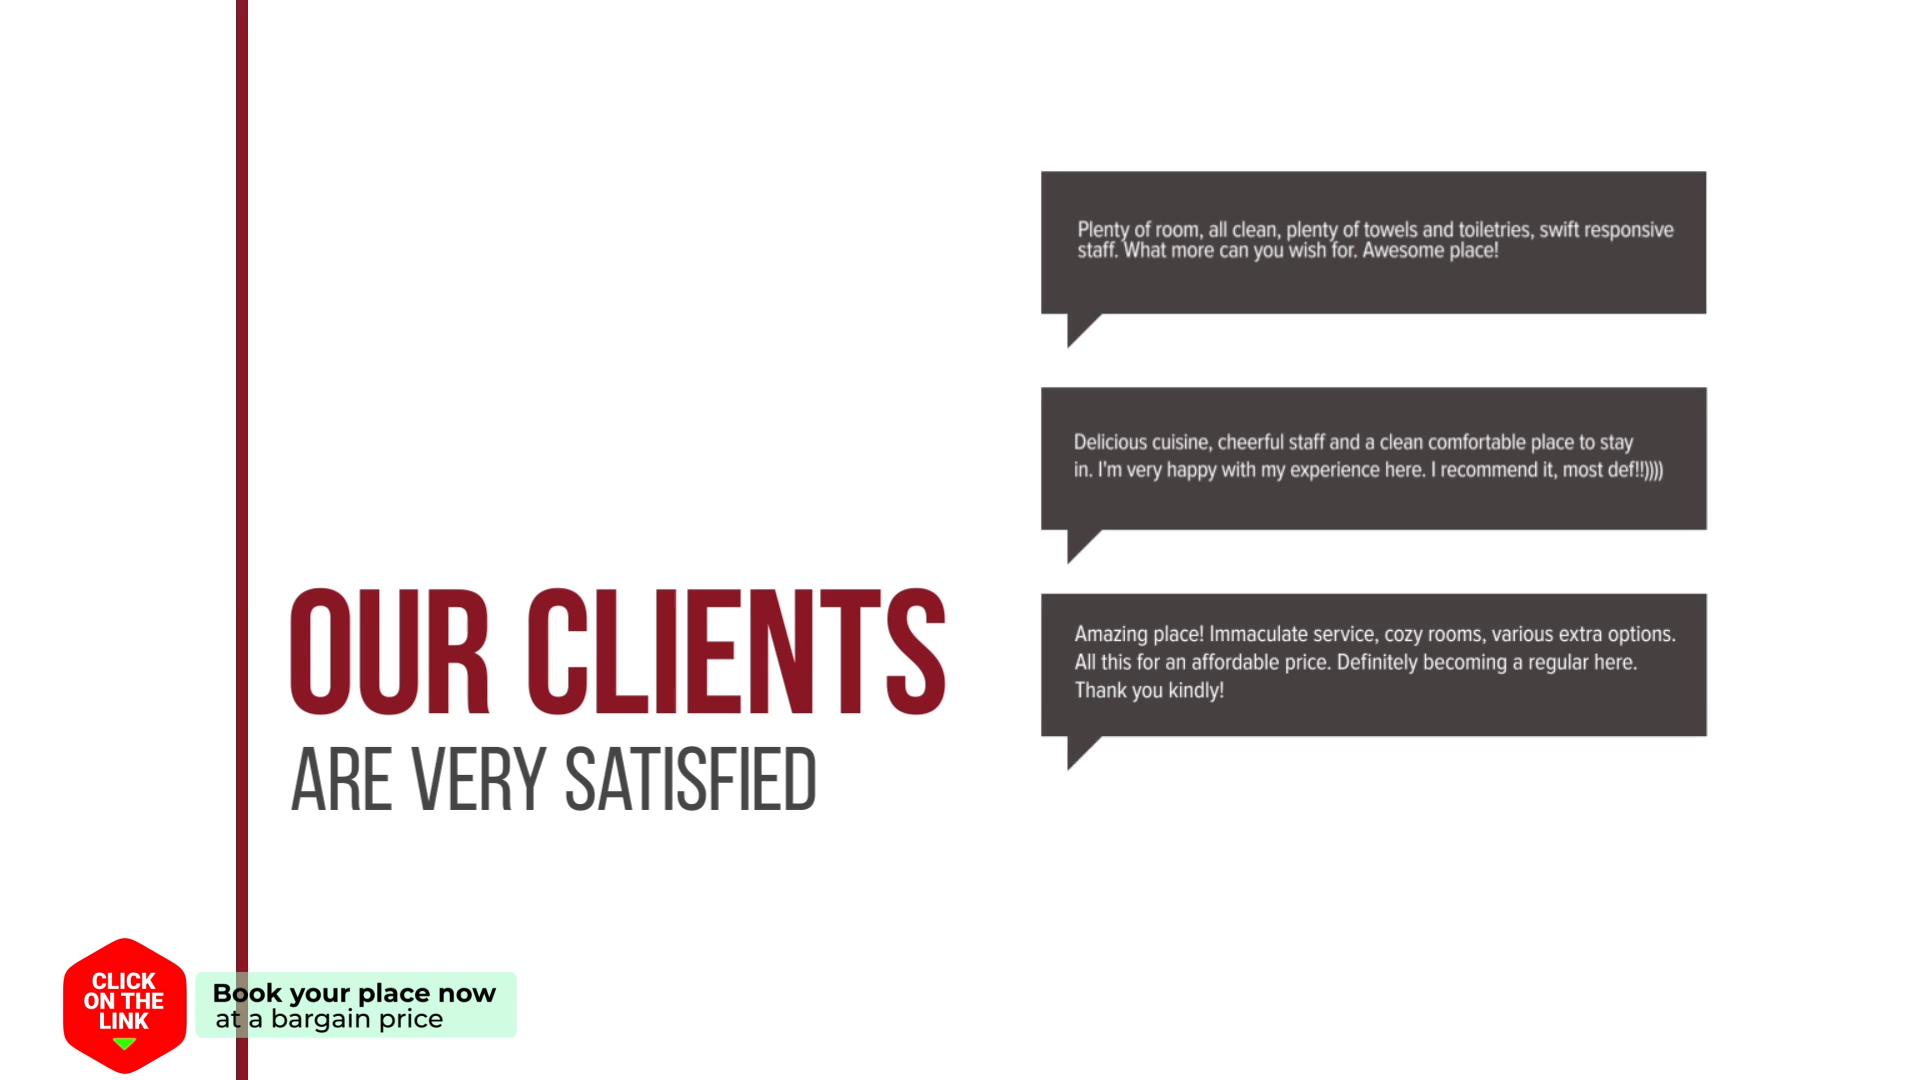 Plenty of room, all clean, plenty of towels and toiletries, swift responsive
staff. What more can you wish for. Awesome place!
Delicious cuisine, cheerful staff and a clean comfortable place to stay
in. I'm very happy with my experience here. I recommend it, most def!!))))
Amazing place! Immaculate service, cozy rooms, various extra options.
All this for an affordable price. Definitely becoming a regular here.
Thank you kindly!
OUR CLIENTS
ARE VERY SATISFIED
CLICK
ON THE
LINK
Book your place now
at a bargain price